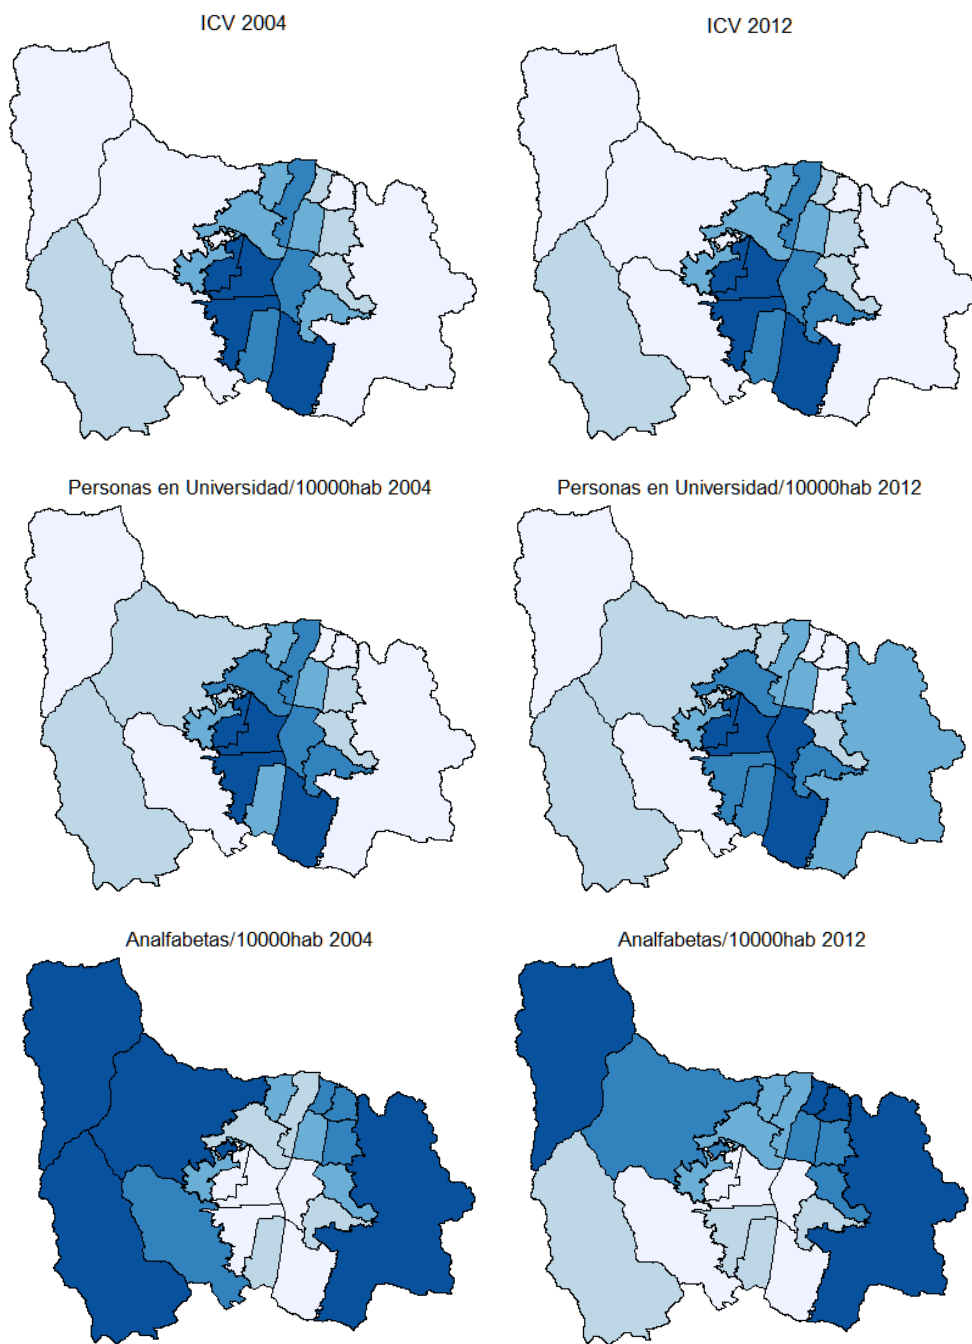 ICV 2004
ICV 2012
Personas en Universidad/10000hab 2004
Personas en Universidad/10000hab 2012
Analfabetas/10000hab 2004
Analfabetas/10000hab 2012